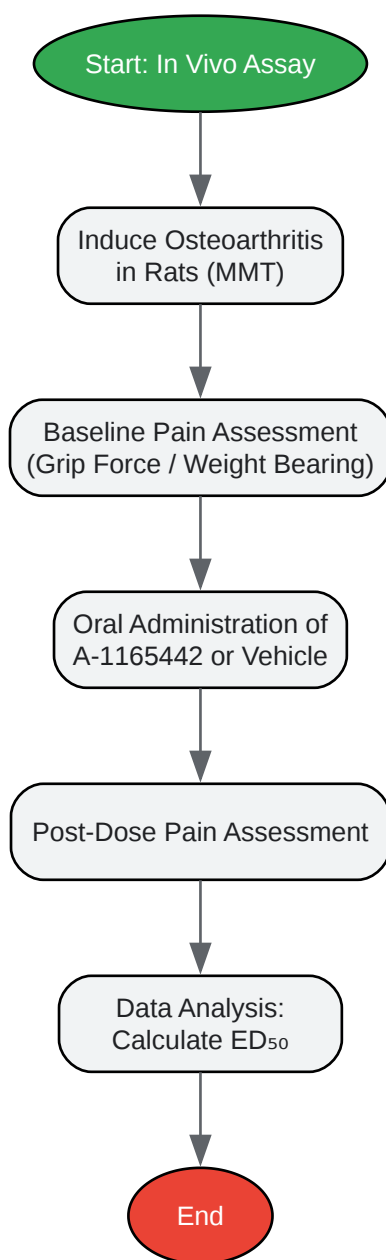 Start: In Vivo Assay
Induce Osteoarthritis
in Rats (MMT)
Baseline Pain Assessment
(Grip Force / Weight Bearing)
Oral Administration of
A-1165442 or Vehicle
Post-Dose Pain Assessment
Data Analysis:
Calculate ED₅₀
End